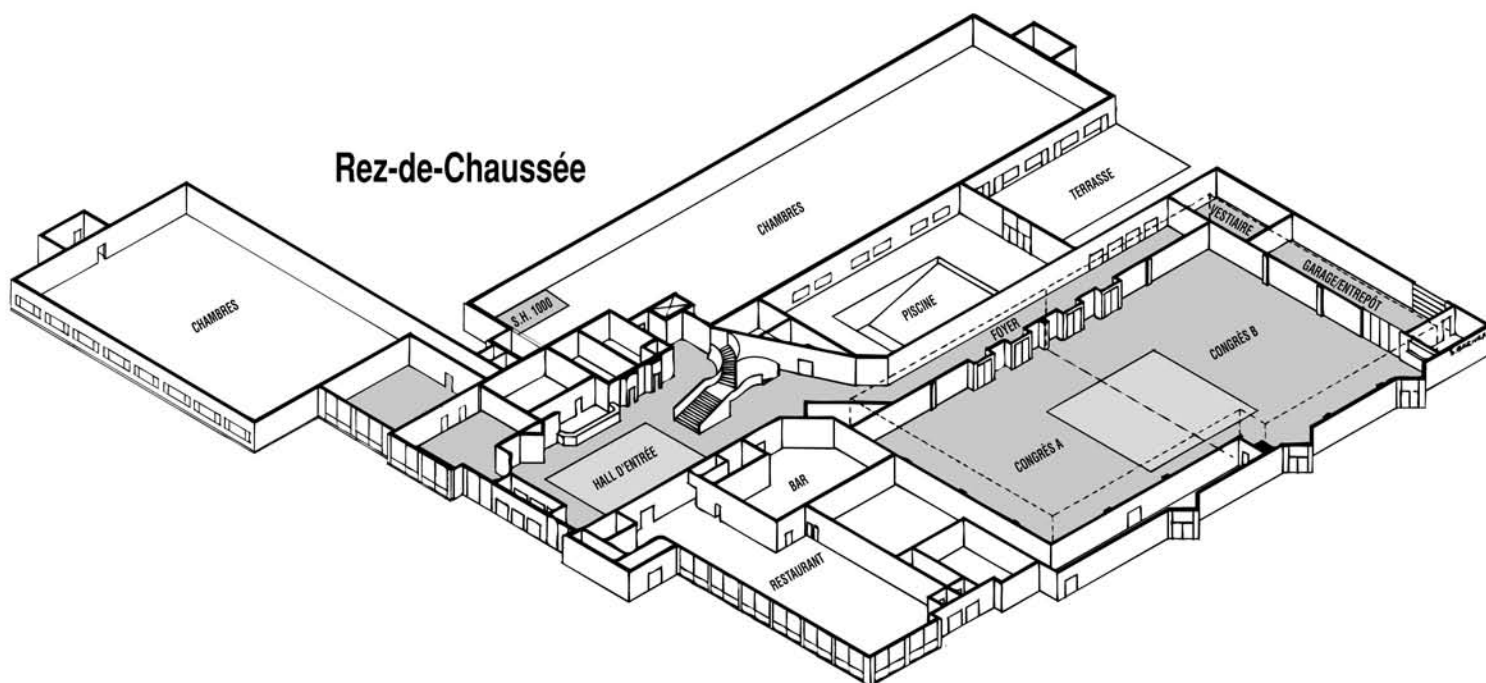 Rez-de-Chaussée
CHAMBRES
TERRASSE
VESTIAIRE
CHAMBRES
GARAGE/ENTREPÔT
S.H. 1000
PISCINE
FOYER
CONGRÈS B
CONGRÈS A
HALL D'ENTRÉE
BAR
RESTAURANT